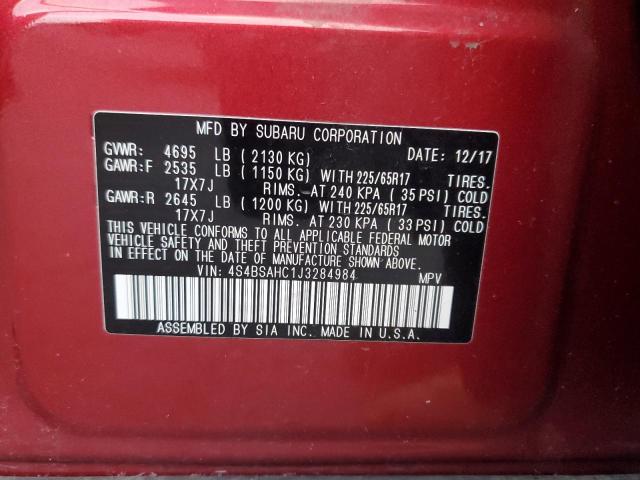 MFD BY SUBARU CORPORATION
GVWR: 4695 LB ( 2130 KG) DATE: 12/17
GAWR:F 2535 LB ( 1150 KG) WITH 225/65R17 TIRES.
17X7J RIMS. AT 240 KPA ( 35 PSI) COLD
GAWR:R 2645 LB ( 1200 KG) WITH 225/65R17 TIRES.
17X7J RIMS. AT 230 KPA ( 33 PSI) COLD
THIS VEHICLE CONFORMS TO ALL APPLICABLE FEDERAL MOTOR
VEHICLE SAFETY AND THEFT PREVENTION STANDARDS
IN EFFECT ON THE DATE OF MANUFACTURE SHOWN ABOVE.
VIN: 4S4BSAHC1J3284984 MPV
ASSEMBLED BY SIA INC. MADE IN U.S.A.